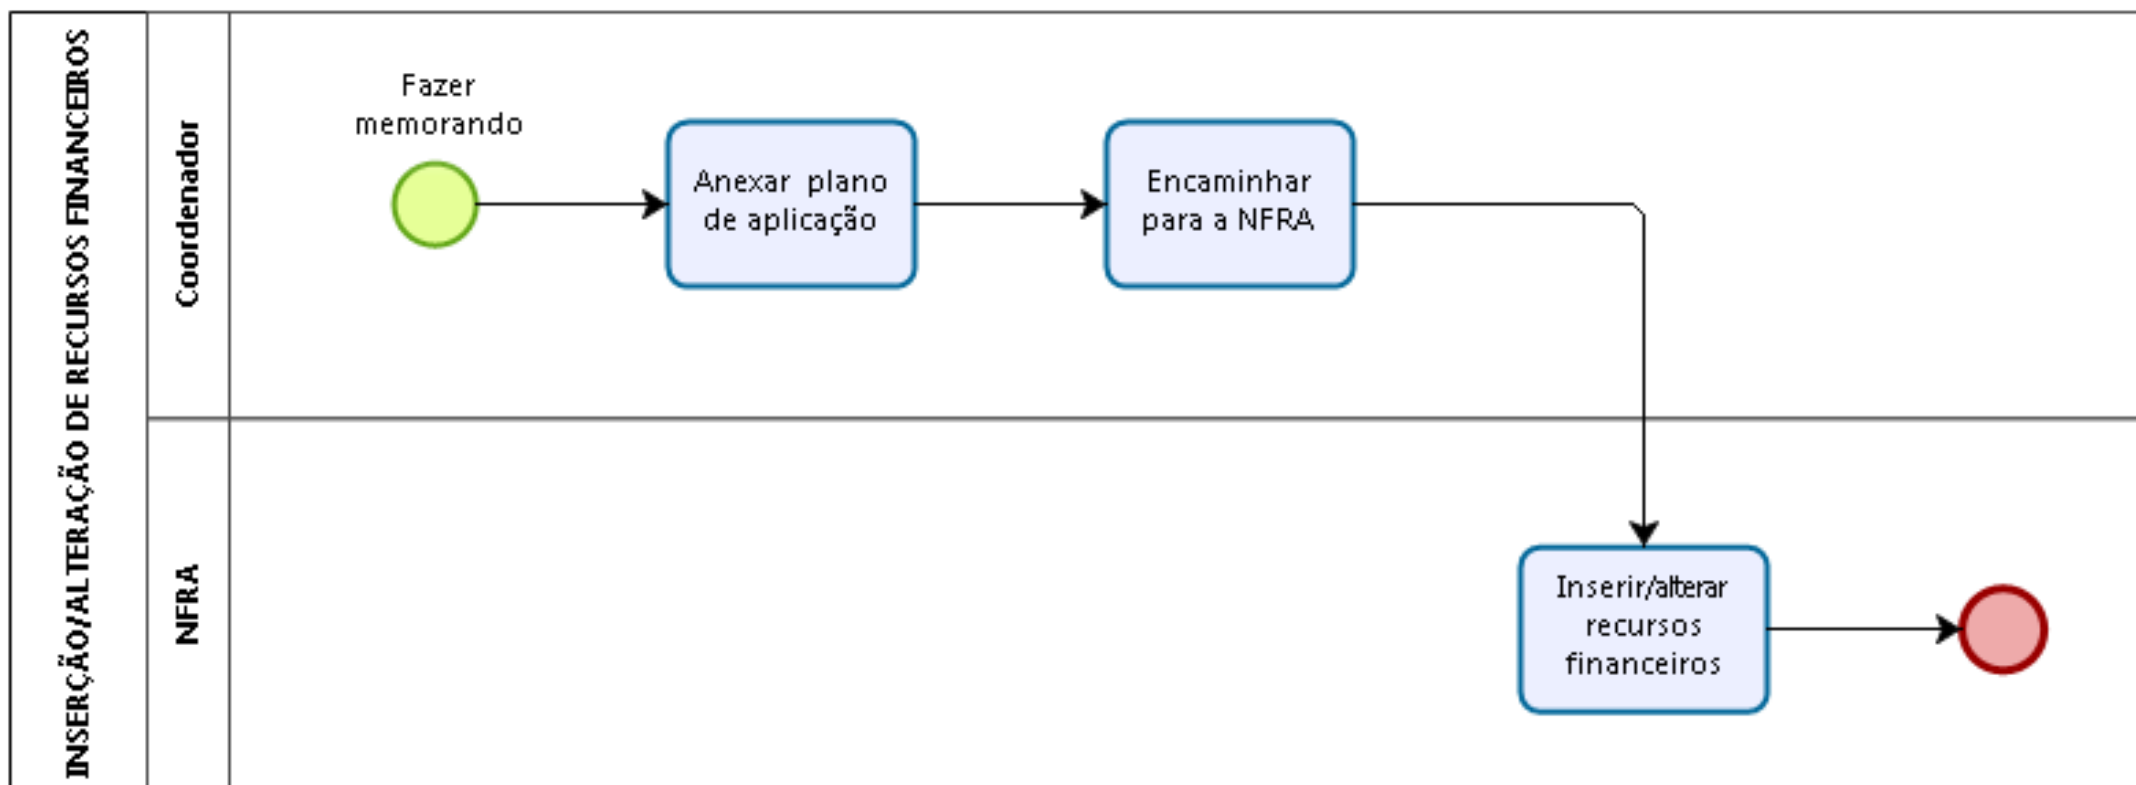 INSERÇÃO/ALTERAÇÃO DE RECURSOS FINANCEIROS
Coordenador
Fazer
memorando
Anexar plano
de aplicação
Encaminhar
para a NFRA
NFRA
Inserir/alterar
recursos
financeiros